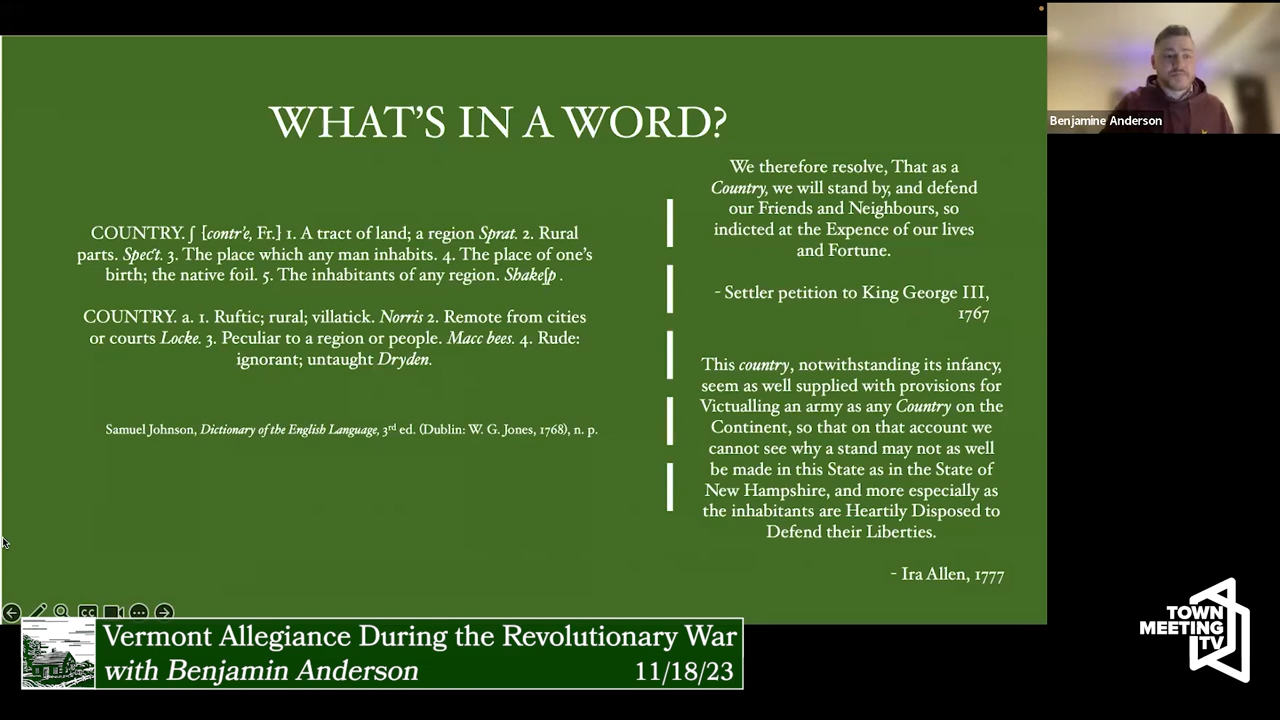 WHAT'S IN A WORD?
COUNTRY. ʃ [contr'e, Fr.] 1. A tract of land; a region Sprat. 2. Rural
parts. Spec't. 3. The place which any man inhabits. 4. The place of one's
birth; the native foil. 5. The inhabitants of any region. Shakeʃp .
COUNTRY. a. 1. Ruftic; rural; villatick. Norris 2. Remote from cities
or courts Locke. 3. Peculiar to a region or people. Macc bees. 4. Rude:
ignorant; untaught Dryden.
Samuel Johnson, Dictionary of the English Language, 3rd ed. (Dublin: W. G. Jones, 1768), n. p.
We therefore resolve, That as a
Country, we will stand by, and defend
our Friends and Neighbours, so
indicted at the Expence of our lives
and Fortune.
- Settler petition to King George III,
1767
This country, notwithstanding its infancy,
seem as well supplied with provisions for
Victualling an army as any Country on the
Continent, so that on that account we
cannot see why a stand may not as well
be made in this State as in the State of
New Hampshire, and more especially as
the inhabitants are Heartily Disposed to
Defend their Liberties.
- Ira Allen, 1777
Benjamine Anderson
CC
Vermont Allegiance During the Revolutionary War
with Benjamin Anderson 11/18/23
TOWN
MEETING
TV